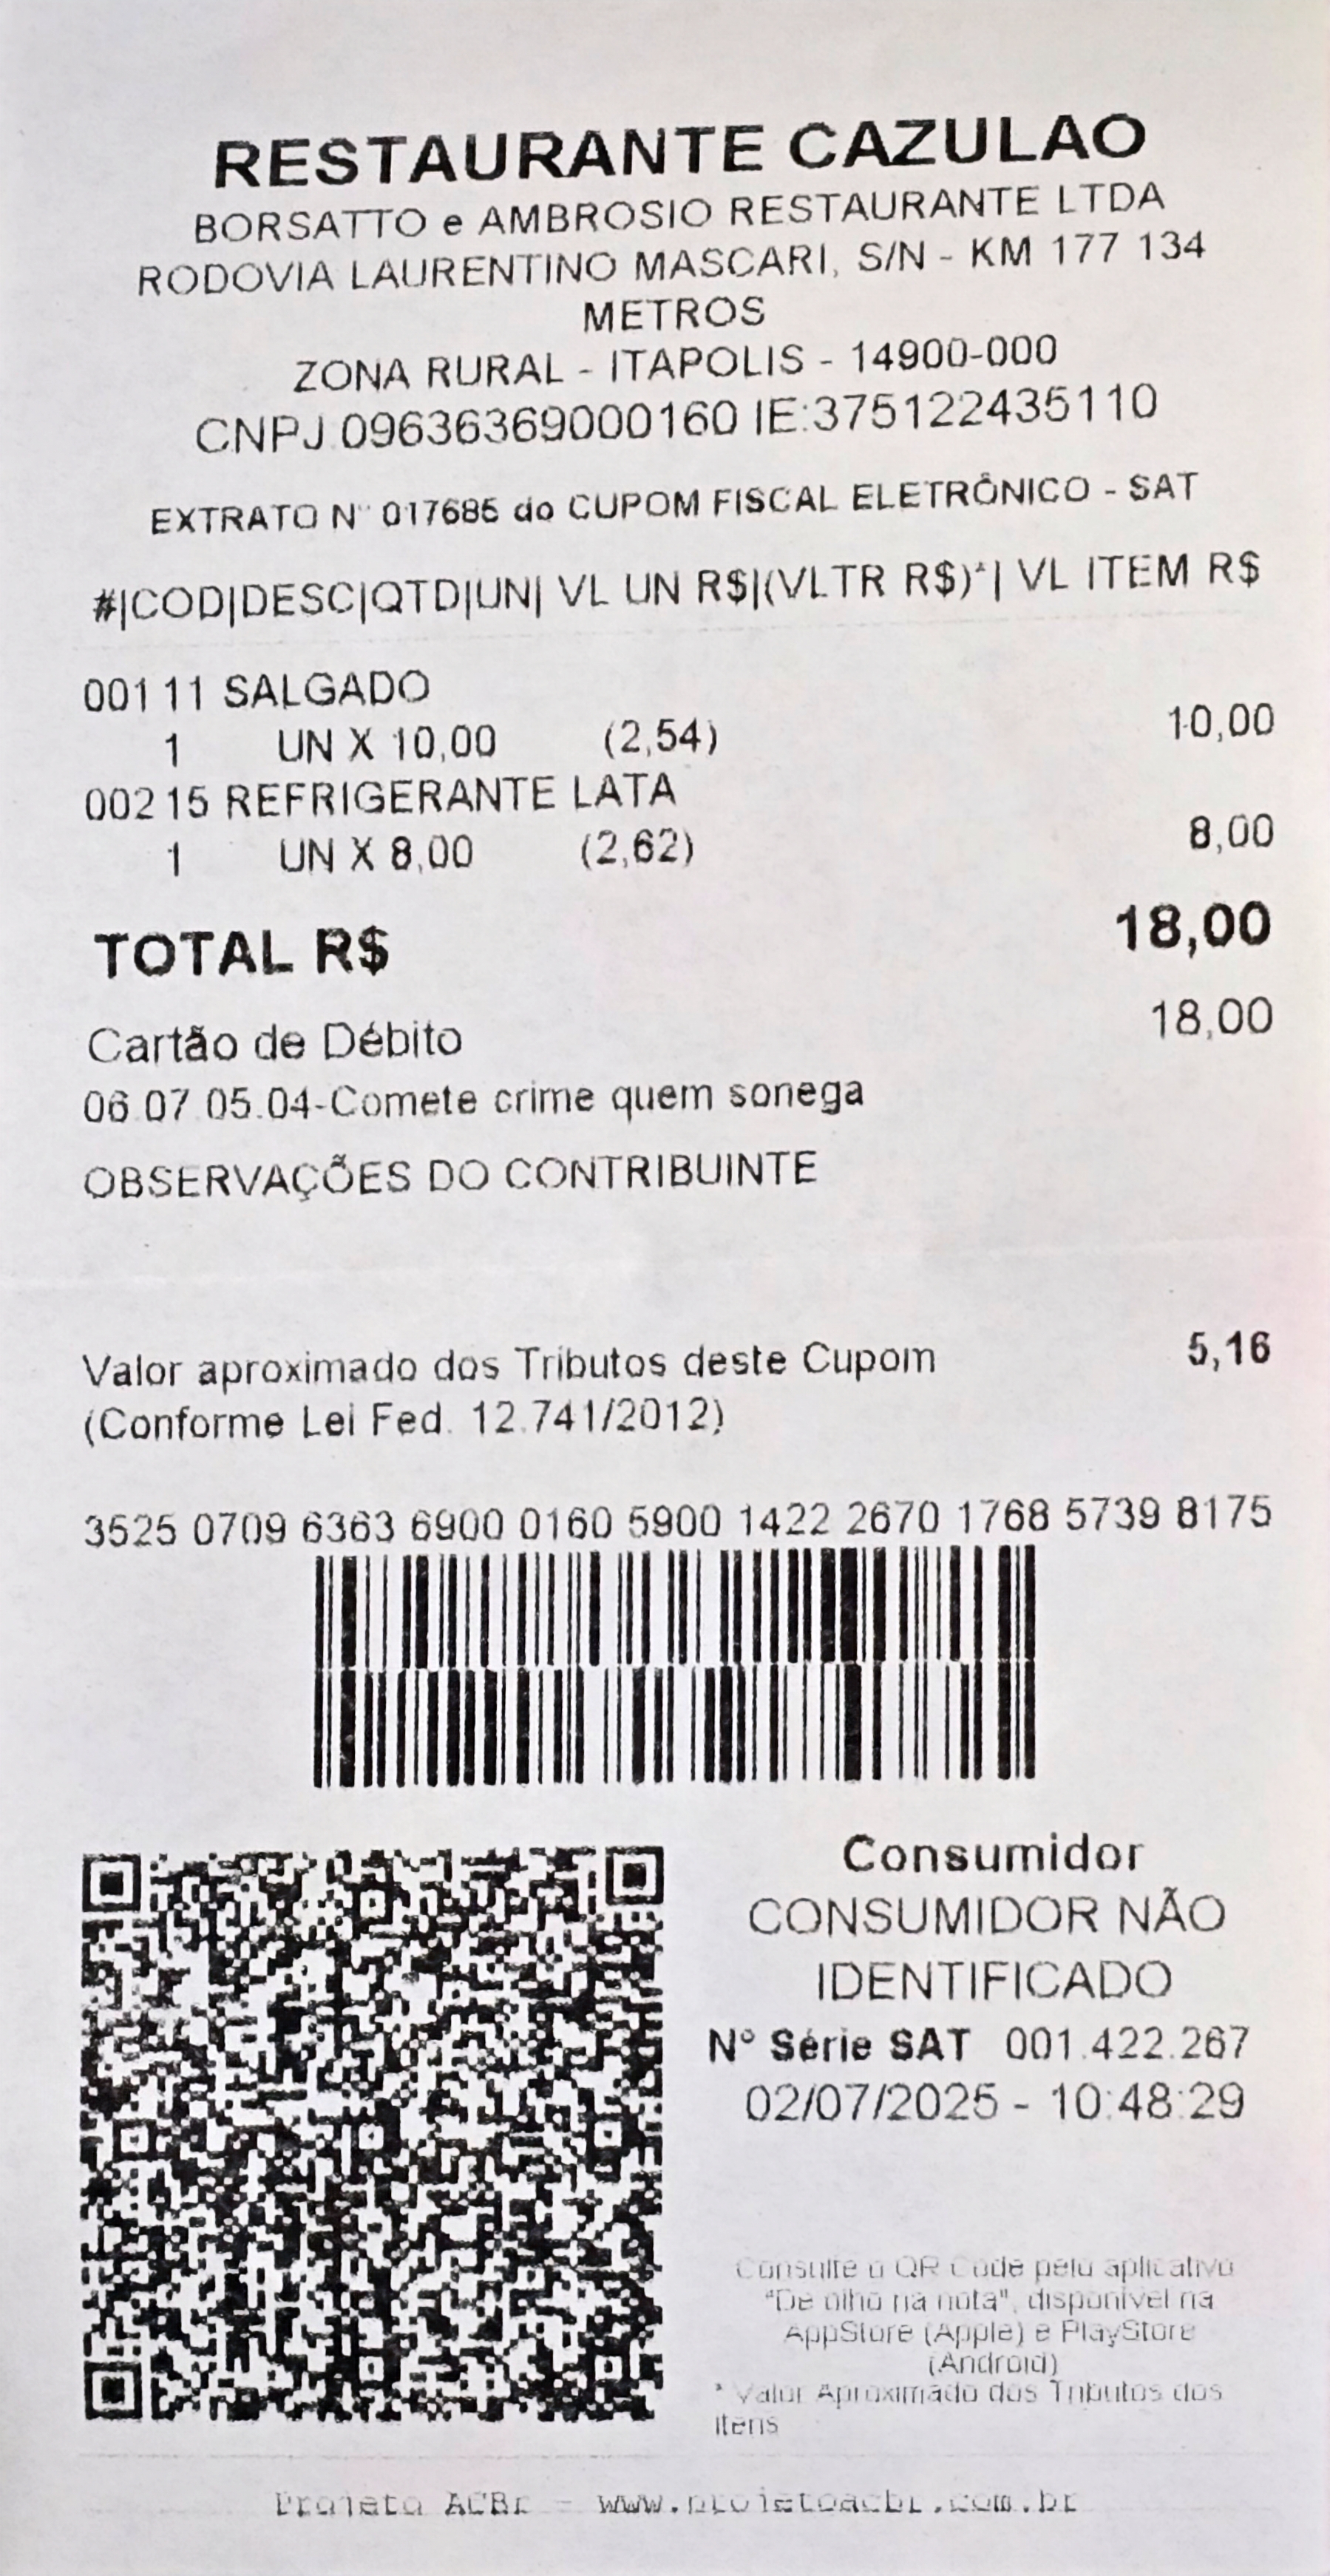 RESTAURANTE CAZULAO
BORSATTO e AMBROSIO RESTAURANTE LTDA
RODOVIA LAURENTINO MASCARI, S/N - KM 177 134
METROS
ZONA RURAL - ITAPOLIS - 14900-000
CNPJ 09636369000160 IE:375122435110
EXTRATO Nº 017685 do CUPOM FISCAL ELETRÔNICO - SAT
#|COD|DESC|QTD|UN| VL UN R$|(VLTR R$)*| VL ITEM R$
001 11 SALGADO
1 UN X 10,00 (2,54) 10,00
002 15 REFRIGERANTE LATA
1 UN X 8,00 (2,62) 8,00
TOTAL R$ 18,00
Cartão de Débito 18,00
06.07.05.04-Comete crime quem sonega
OBSERVAÇÕES DO CONTRIBUINTE
Valor aproximado dos Tributos deste Cupom 5,16
(Conforme Lei Fed. 12.741/2012)
3525 0709 6363 6900 0160 5900 1422 2670 1768 5739 8175
Consumidor
CONSUMIDOR NÃO
IDENTIFICADO
Nº Série SAT 001.422.267
02/07/2025 - 10:48:29
Consulte o QR Code pelo aplicativo
"De olho na nota", disponível na
AppStore (Apple) e PlayStore
(Android)
* Valor Aproximado dos Tributos dos
itens
Projeto ACBr - www.projetoacbr.com.br